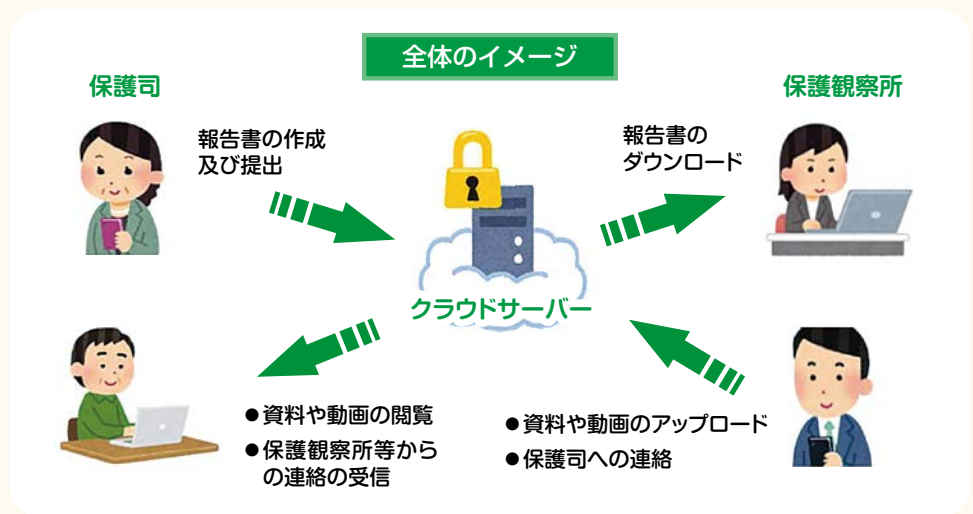 全体のイメージ
保護司
保護観察所
報告書の作成
及び提出
報告書の
ダウンロード
クラウドサーバー
●資料や動画の閲覧
●保護観察所等から
の連絡の受信
●資料や動画のアップロード
●保護司への連絡